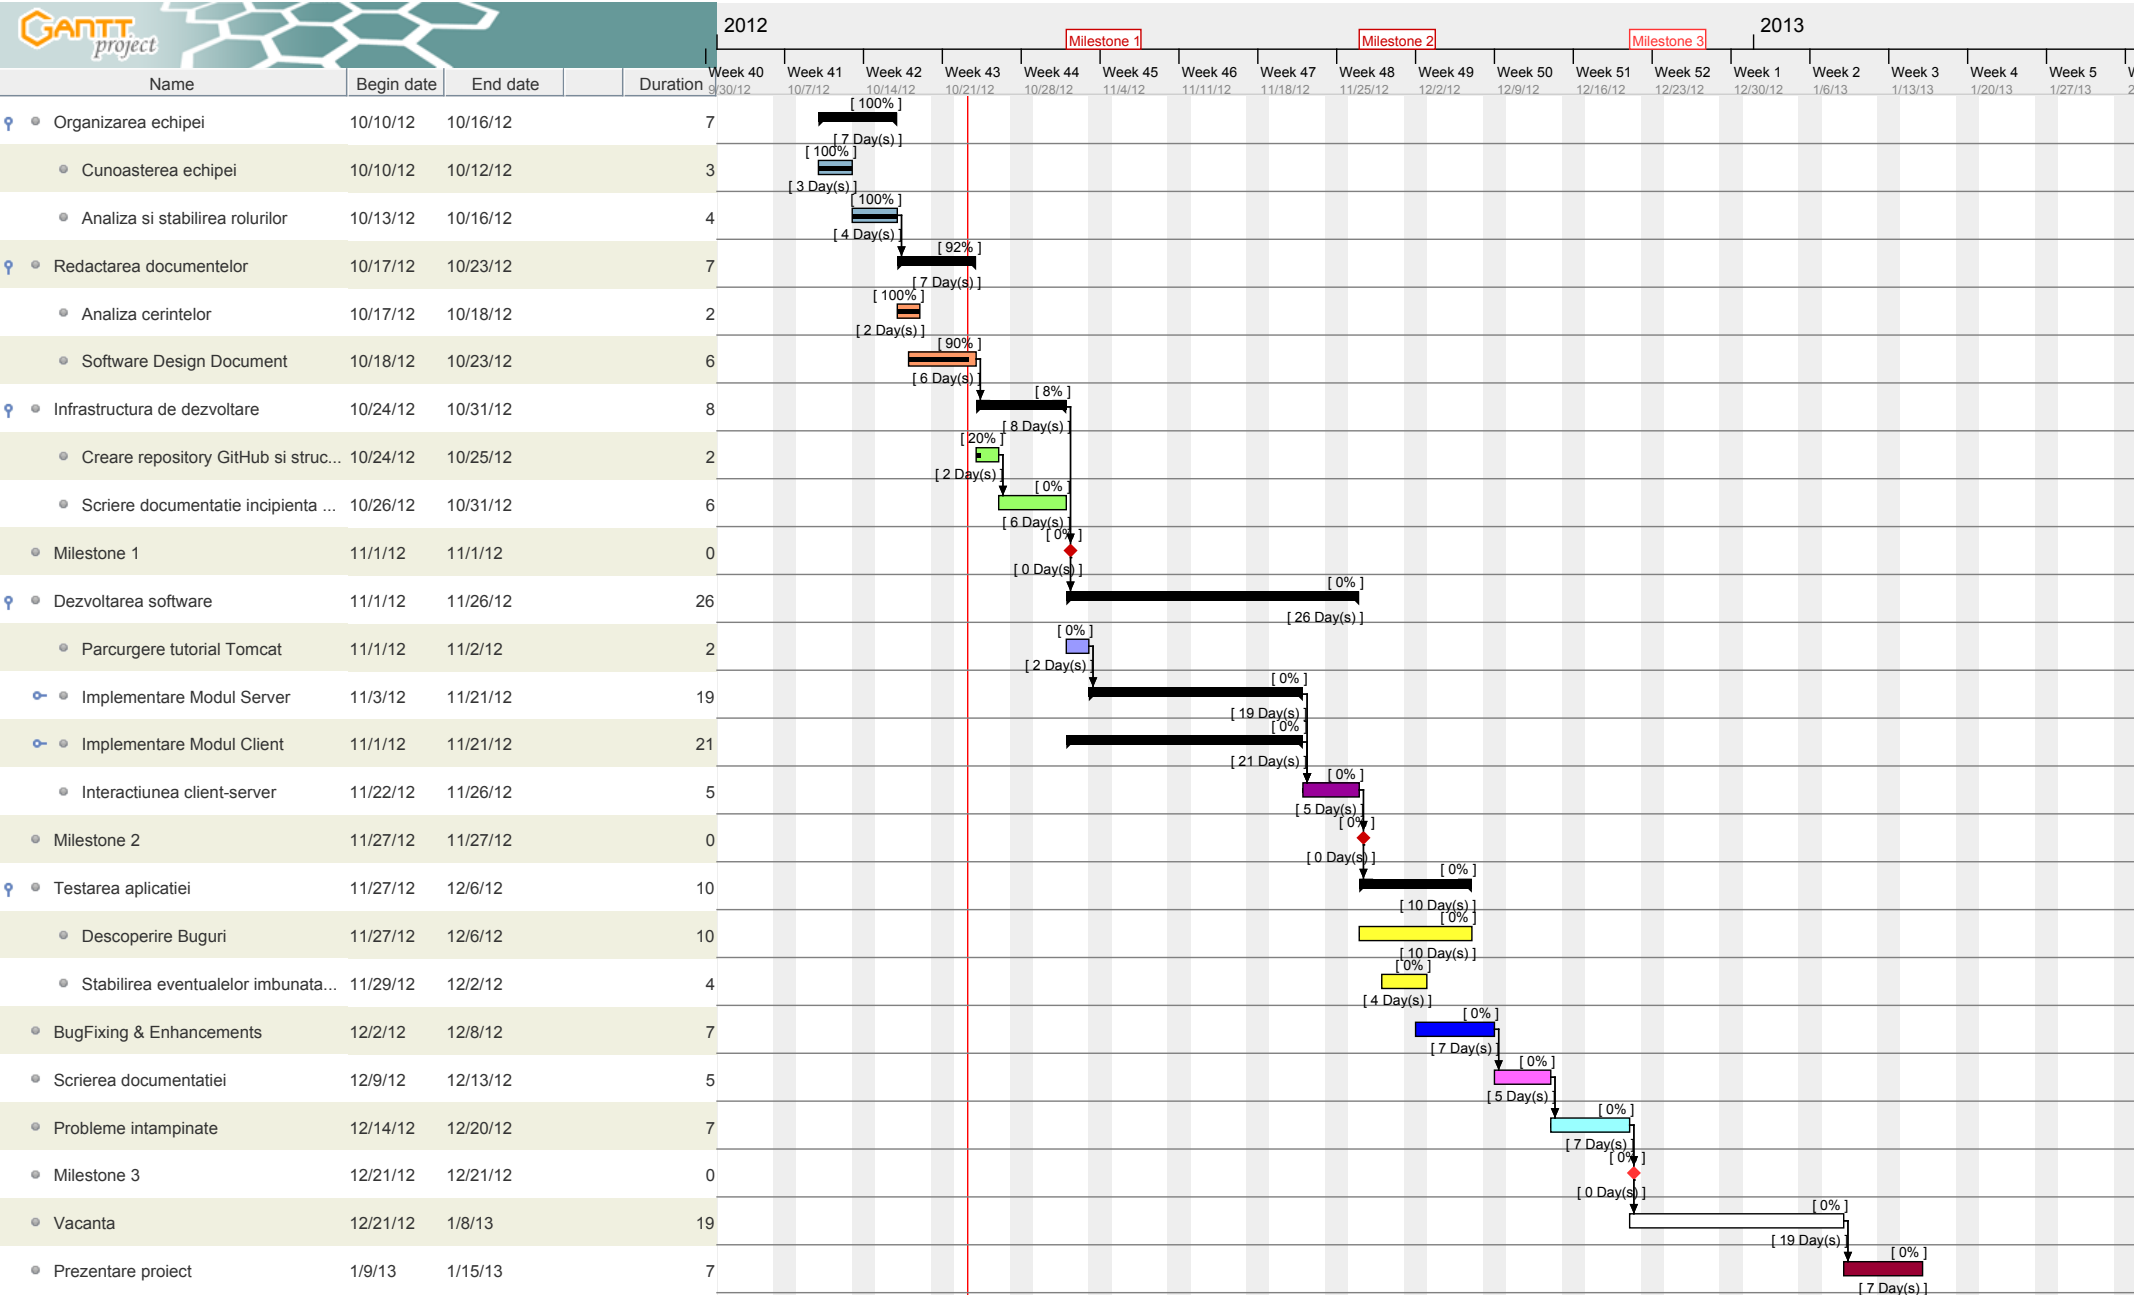 GANTT project
2012 2013
Milestone 1 Milestone 2 Milestone 3
Name Begin date End date Duration
Week 40 Week 41 Week 42 Week 43 Week 44 Week 45 Week 46 Week 47 Week 48 Week 49 Week 50 Week 51 Week 52 Week 1 Week 2 Week 3 Week 4 Week 5
9/30/12 10/7/12 10/14/12 10/21/12 10/28/12 11/4/12 11/11/12 11/18/12 11/25/12 12/2/12 12/9/12 12/16/12 12/23/12 12/30/12 1/6/13 1/13/13 1/20/13 1/27/13
Organizarea echipei 10/10/12 10/16/12 7 [ 100% ]
[ 7 Day(s) ]
Cunoasterea echipei 10/10/12 10/12/12 3 [ 100% ]
[ 3 Day(s) ]
Analiza si stabilirea rolurilor 10/13/12 10/16/12 4 [ 100% ]
[ 4 Day(s) ]
Redactarea documentelor 10/17/12 10/23/12 7 [ 92% ]
[ 7 Day(s) ]
Analiza cerintelor 10/17/12 10/18/12 2 [ 100% ]
[ 2 Day(s) ]
Software Design Document 10/18/12 10/23/12 6 [ 90% ]
[ 6 Day(s) ]
Infrastructura de dezvoltare 10/24/12 10/31/12 8 [ 8% ]
[ 8 Day(s) ]
Creare repository GitHub si struc... 10/24/12 10/25/12 2 [ 20% ]
[ 2 Day(s) ]
Scriere documentatie incipienta ... 10/26/12 10/31/12 6 [ 0% ]
[ 6 Day(s) ]
Milestone 1 11/1/12 11/1/12 0 [ 0% ]
[ 0 Day(s) ]
Dezvoltarea software 11/1/12 11/26/12 26 [ 0% ]
[ 26 Day(s) ]
Parcurgere tutorial Tomcat 11/1/12 11/2/12 2 [ 0% ]
[ 2 Day(s) ]
Implementare Modul Server 11/3/12 11/21/12 19 [ 0% ]
[ 19 Day(s) ]
Implementare Modul Client 11/1/12 11/21/12 21 [ 0% ]
[ 21 Day(s) ]
Interactiunea client-server 11/22/12 11/26/12 5 [ 0% ]
[ 5 Day(s) ]
Milestone 2 11/27/12 11/27/12 0 [ 0% ]
[ 0 Day(s) ]
Testarea aplicatiei 11/27/12 12/6/12 10 [ 0% ]
[ 10 Day(s) ]
Descoperire Buguri 11/27/12 12/6/12 10 [ 0% ]
[ 10 Day(s) ]
Stabilirea eventualelor imbunata... 11/29/12 12/2/12 4 [ 0% ]
[ 4 Day(s) ]
BugFixing & Enhancements 12/2/12 12/8/12 7 [ 0% ]
[ 7 Day(s) ]
Scrierea documentatiei 12/9/12 12/13/12 5 [ 0% ]
[ 5 Day(s) ]
Probleme intampinate 12/14/12 12/20/12 7 [ 0% ]
[ 7 Day(s) ]
Milestone 3 12/21/12 12/21/12 0 [ 0% ]
[ 0 Day(s) ]
Vacanta 12/21/12 1/8/13 19 [ 0% ]
[ 19 Day(s) ]
Prezentare proiect 1/9/13 1/15/13 7 [ 0% ]
[ 7 Day(s) ]